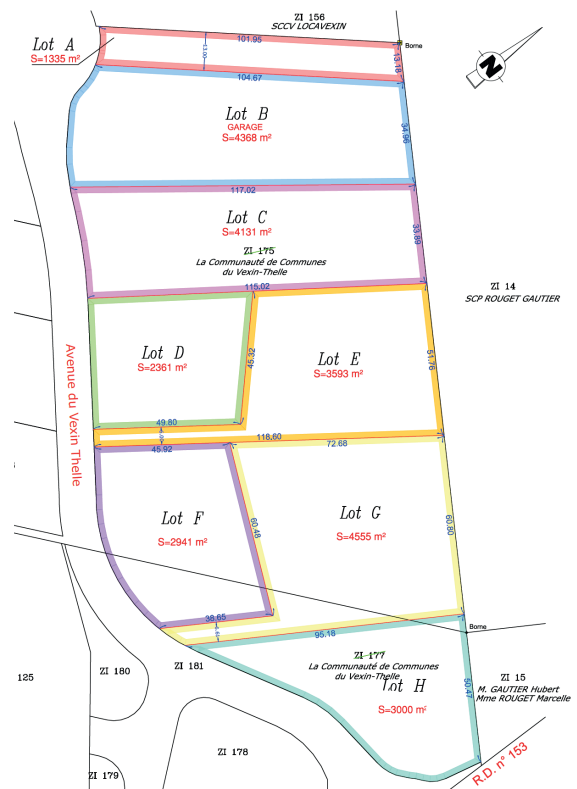 ZI 156
SCCV LOCAVEXIN
Lot A
S=1335 m²
101.95
Borne
11.00
13.18
104.67
N
Lot B
GARAGE
S=4368 m²
34.96
117.02
Lot C
S=4131 m²
33.89
ZI 175
La Communauté de Communes
du Vexin-Thelle
115.02
ZI 14
SCP ROUGET GAUTIER
Avenue du Vexin Thelle
Lot D
S=2361 m²
45.32
Lot E
S=3593 m²
51.76
49.80
118.60
45.92
72.68
Lot F
S=2941 m²
60.48
Lot G
S=4555 m²
60.80
38.65
95.18
Borne
ZI 177
La Communauté de Communes
du Vexin-Thelle
Lot H
S=3000 m²
50.47
ZI 181
ZI 180
125
ZI 15
M. GAUTIER Hubert
Mme ROUGET Marcelle
ZI 178
ZI 179
R.D. n° 153